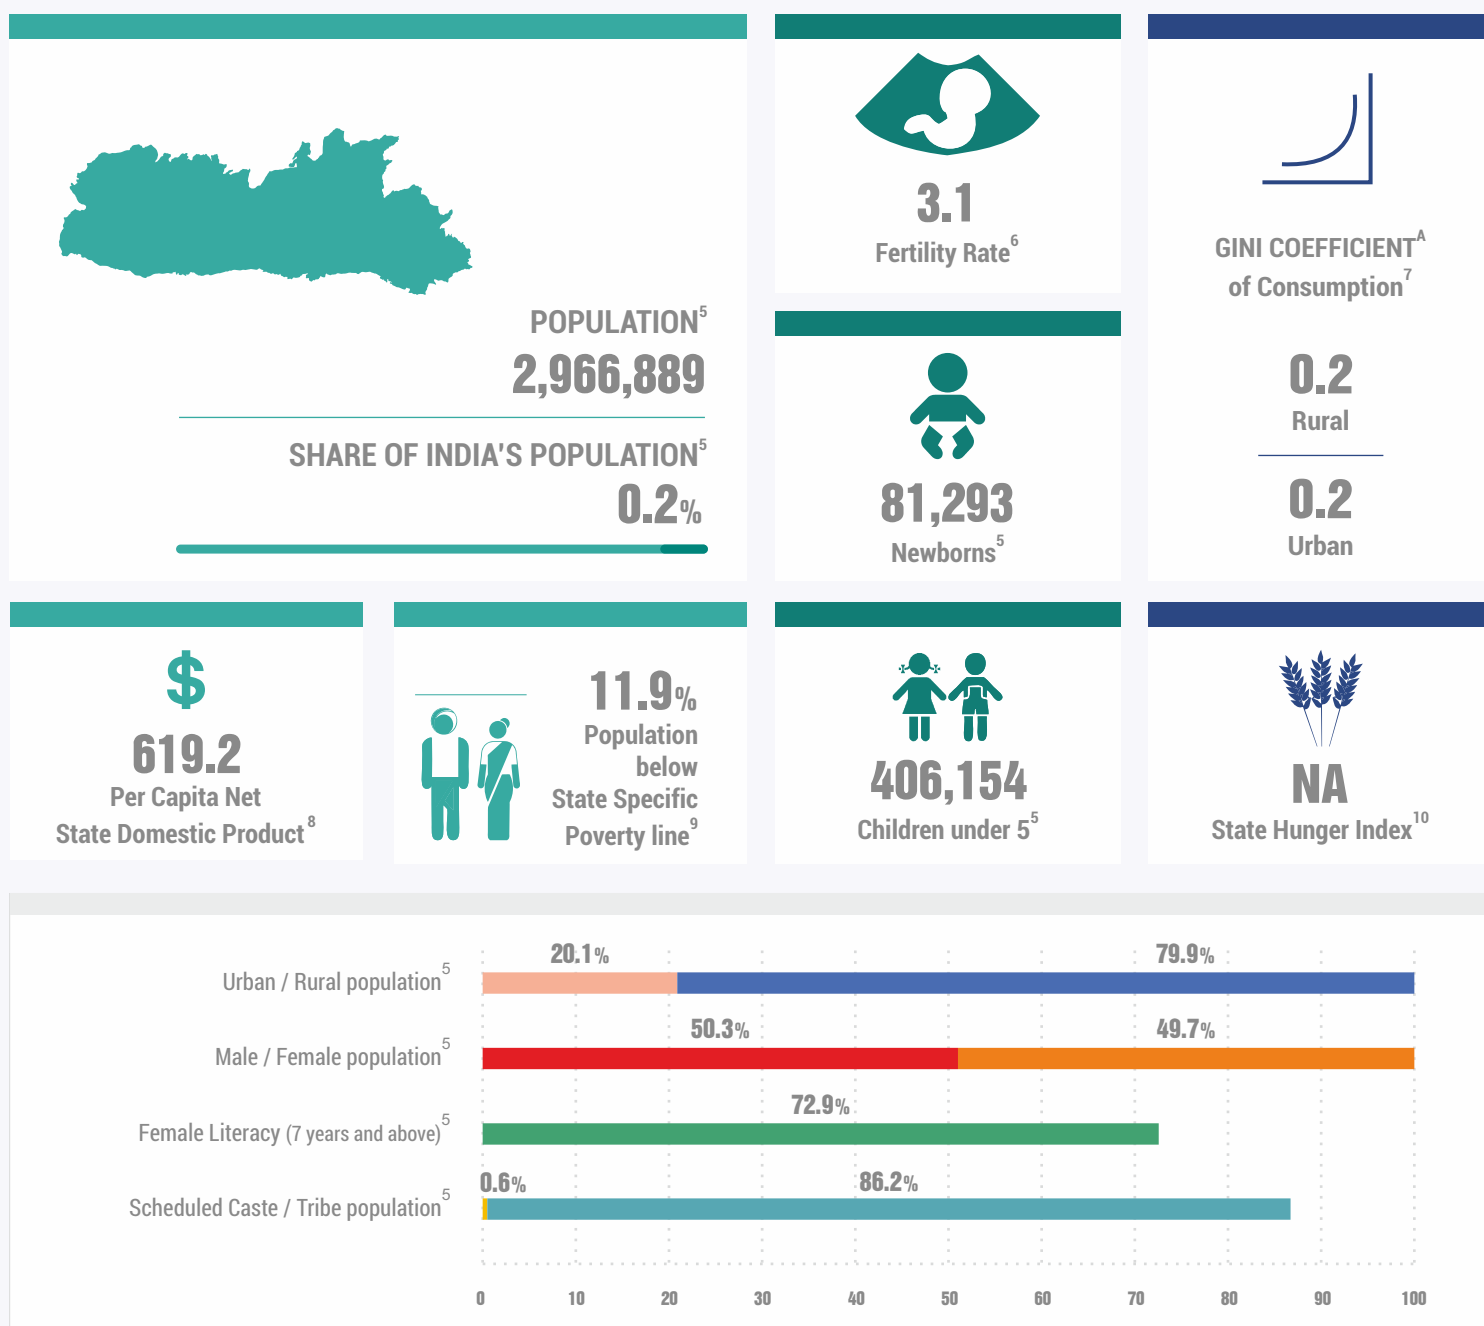 POPULATION5
2,966,889
SHARE OF INDIA'S POPULATION5
0.2%
3.1
Fertility Rate6
81,293
Newborns5
GINI COEFFICIENTA
of Consumption7
0.2
Rural
0.2
Urban
$
619.2
Per Capita Net
State Domestic Product8
11.9%
Population
below
State Specific
Poverty line9
406,154
Children under 55
NA
State Hunger Index10
20.1% 79.9%
Urban / Rural population5
50.3% 49.7%
Male / Female population5
72.9%
Female Literacy (7 years and above)5
0.6% 86.2%
Scheduled Caste / Tribe population5
0 10 20 30 40 50 60 70 80 90 100